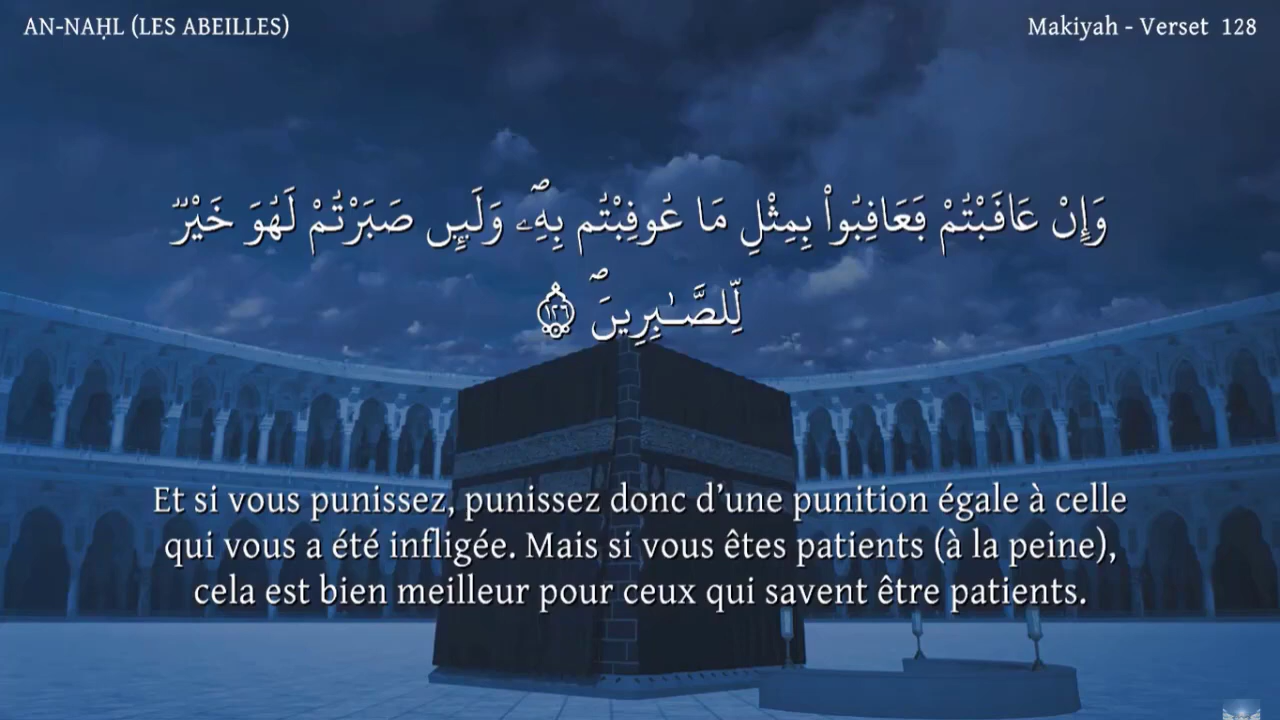 AN-NAḤL (LES ABEILLES)
Makiyah - Verset 128
وَإِنْ عَاقَبْتُمْ فَعَاقِبُواْ بِمِثْلِ مَا عُوقِبْتُم بِهِۦۖ وَلَئِن صَبَرْتُمْ لَهُوَ خَيْرٞ
لِّلصَّٰبِرِينَۖ ١٢٦
Et si vous punissez, punissez donc d’une punition égale à celle
qui vous a été infligée. Mais si vous êtes patients (à la peine),
cela est bien meilleur pour ceux qui savent être patients.